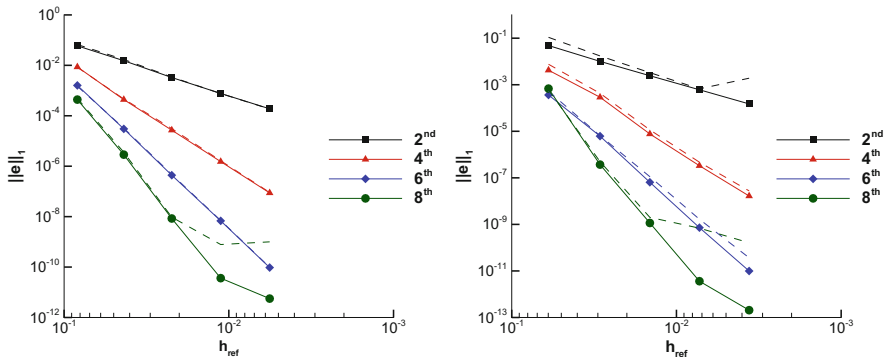 10⁰
10⁻²
10⁻⁴
10⁻⁶
10⁻⁸
10⁻¹⁰
10⁻¹²
||e||₁
10⁻¹ 10⁻² 10⁻³
h_ref
2ⁿᵈ
4ᵗʰ
6ᵗʰ
8ᵗʰ
10⁻¹
10⁻³
10⁻⁵
10⁻⁷
10⁻⁹
10⁻¹¹
10⁻¹³
||e||₁
10⁻¹ 10⁻² 10⁻³
h_ref
2ⁿᵈ
4ᵗʰ
6ᵗʰ
8ᵗʰ